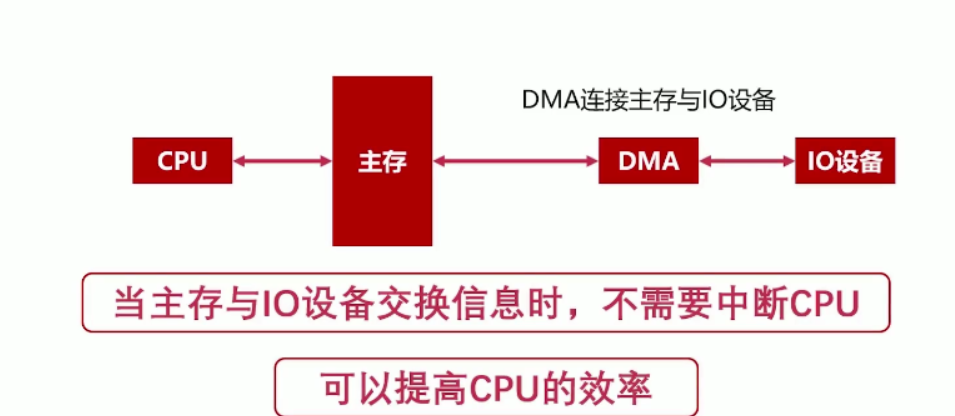 DMA连接主存与IO设备
CPU
主存
DMA
IO设备
当主存与IO设备交换信息时，不需要中断CPU
可以提高CPU的效率